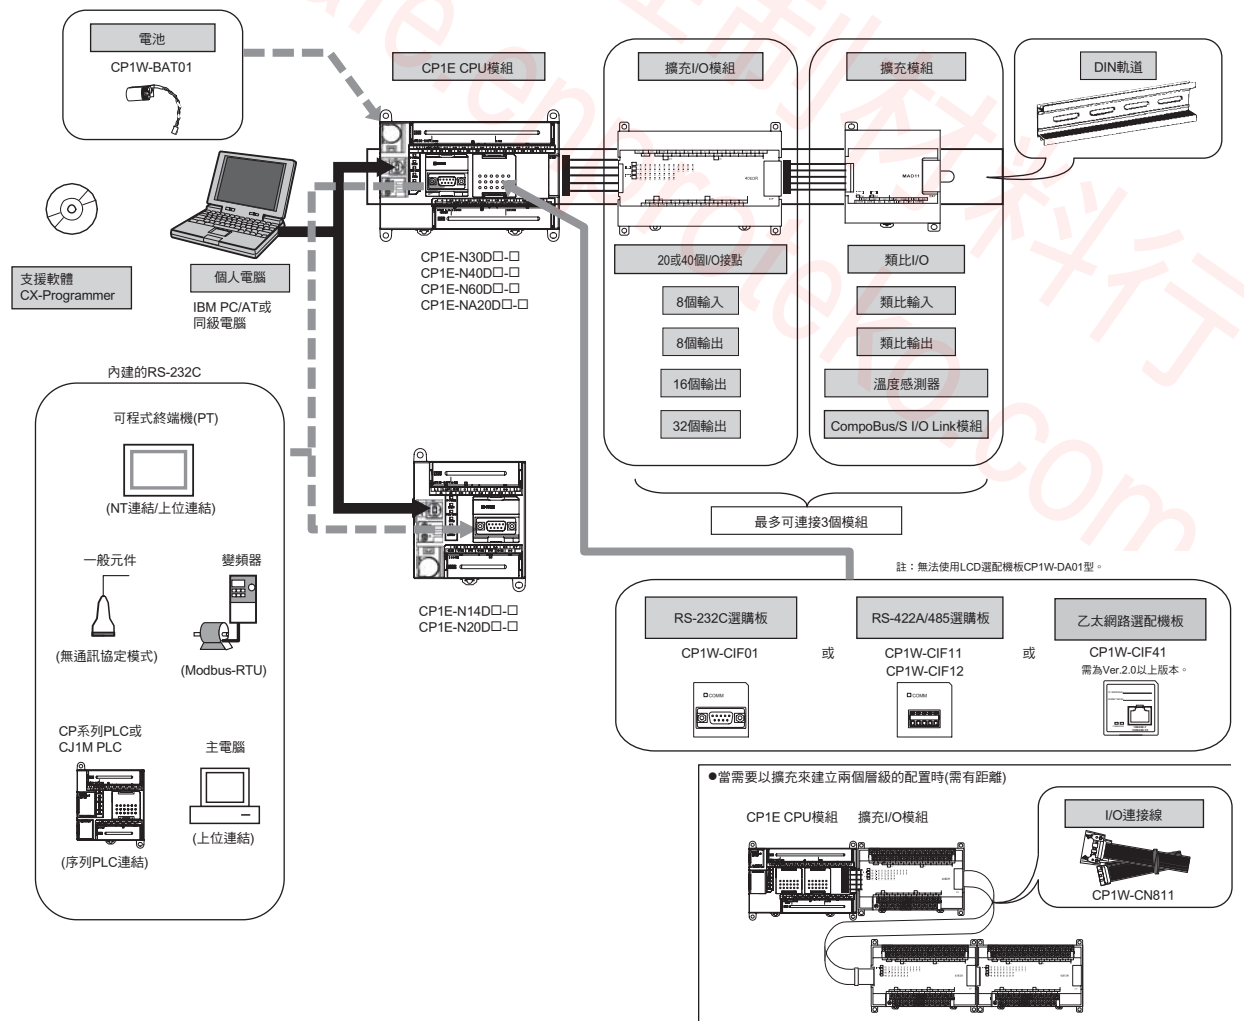 電池
CP1W-BAT01
CP1E CPU模組
擴充I/O模組
擴充模組
DIN軌道
MAD11
支援軟體
CX-Programmer
個人電腦
IBM PC/AT或
同級電腦
CP1E-N30D□-□
CP1E-N40D□-□
CP1E-N60D□-□
CP1E-NA20D□-□
20或40個I/O接點
8個輸入
8個輸出
16個輸出
32個輸出
類比I/O
類比輸入
類比輸出
溫度感測器
CompoBus/S I/O Link模組
最多可連接3個模組
內建的RS-232C
可程式終端機(PT)
(NT連結/上位連結)
一般元件
(無通訊協定模式)
變頻器
(Modbus-RTU)
CP系列PLC或
CJ1M PLC
(序列PLC連結)
主電腦
(上位連結)
CP1E-N14D□-□
CP1E-N20D□-□
註：無法使用LCD選配機板CP1W-DA01型。
RS-232C選購板
CP1W-CIF01
COMM
或
RS-422A/485選購板
CP1W-CIF11
CP1W-CIF12
COMM
或
乙太網路選配機板
CP1W-CIF41
需為Ver.2.0以上版本。
●當需要以擴充來建立兩個層級的配置時(需有距離)
CP1E CPU模組 擴充I/O模組
I/O連接線
CP1W-CN811